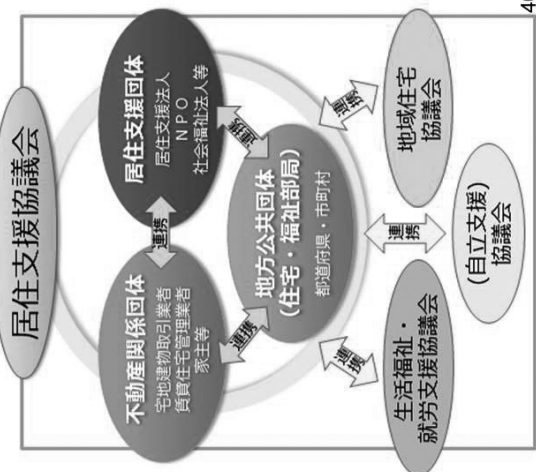 居住支援協議会
不動産関係団体
宅地建物取引業者
賃貸住宅管理業者
家主等
連携
居住支援団体
居住支援法人
NPO
社会福祉法人等
連携
連携
地方公共団体
(住宅・福祉部局)
都道府県・市町村
連携
連携
連携
生活福祉・
就労支援協議会
(自立支援)
協議会
地域住宅
協議会